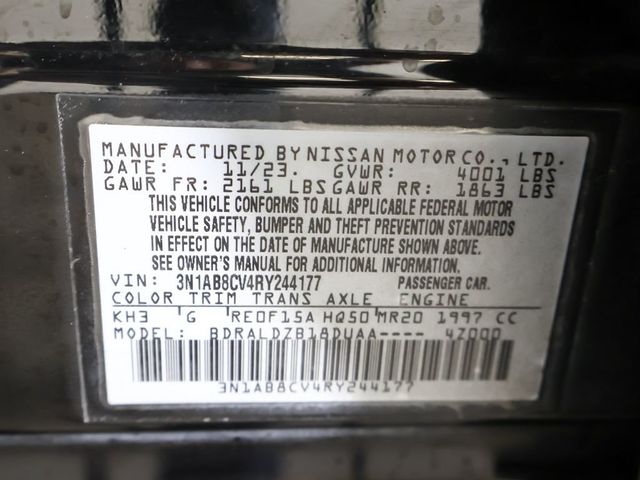 MANUFACTURED BY NISSAN MOTOR CO., LTD.
DATE: 11/23. GVWR: 4001 LBS
GAWR FR: 2161 LBS GAWR RR: 1863 LBS
THIS VEHICLE CONFORMS TO ALL APPLICABLE FEDERAL MOTOR
VEHICLE SAFETY, BUMPER AND THEFT PREVENTION STANDARDS
IN EFFECT ON THE DATE OF MANUFACTURE SHOWN ABOVE.
SEE OWNER'S MANUAL FOR ADDITIONAL INFORMATION.
VIN: 3N1AB8CV4RY244177 PASSENGER CAR.
COLOR TRIM TRANS AXLE ENGINE
KH3 G RE0F15A HQ50 MR20 1997 CC
MODEL: BDRALDZB18DUAA---- 4Z000
3N1AB8CV4RY244177